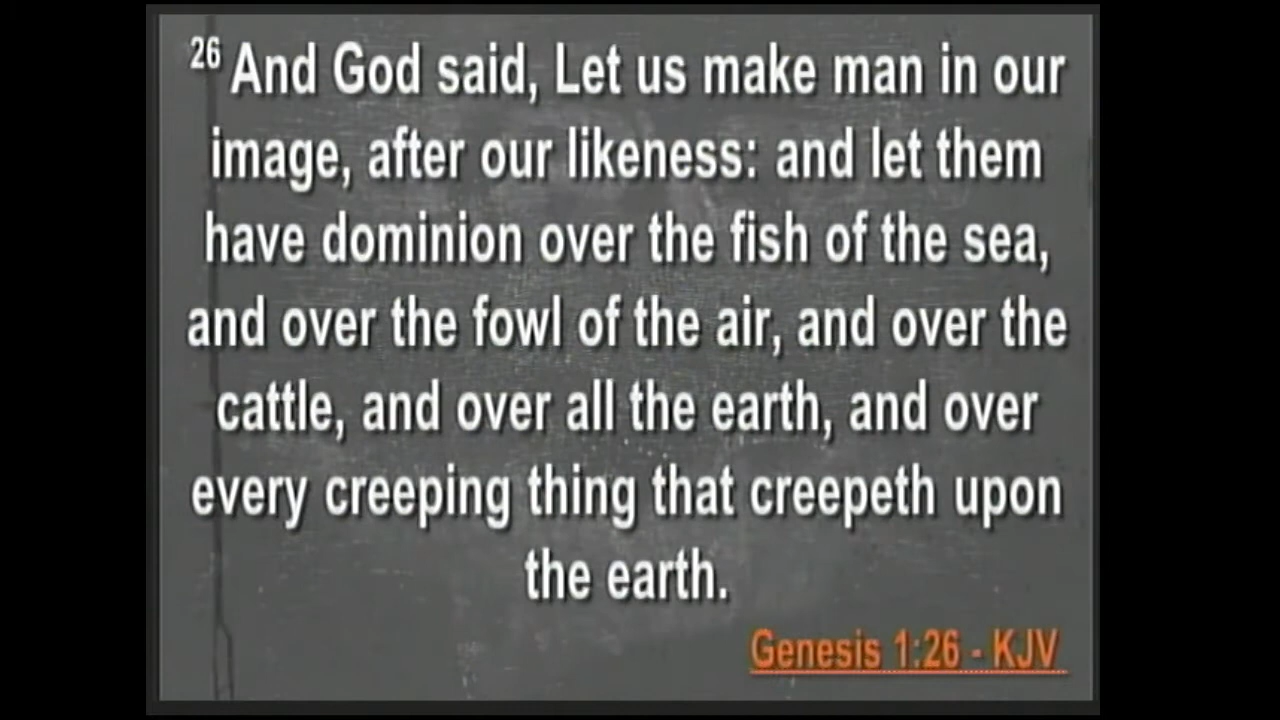 26 And God said, Let us make man in our
image, after our likeness: and let them
have dominion over the fish of the sea,
and over the fowl of the air, and over the
cattle, and over all the earth, and over
every creeping thing that creepeth upon
the earth.
Genesis 1:26 - KJV